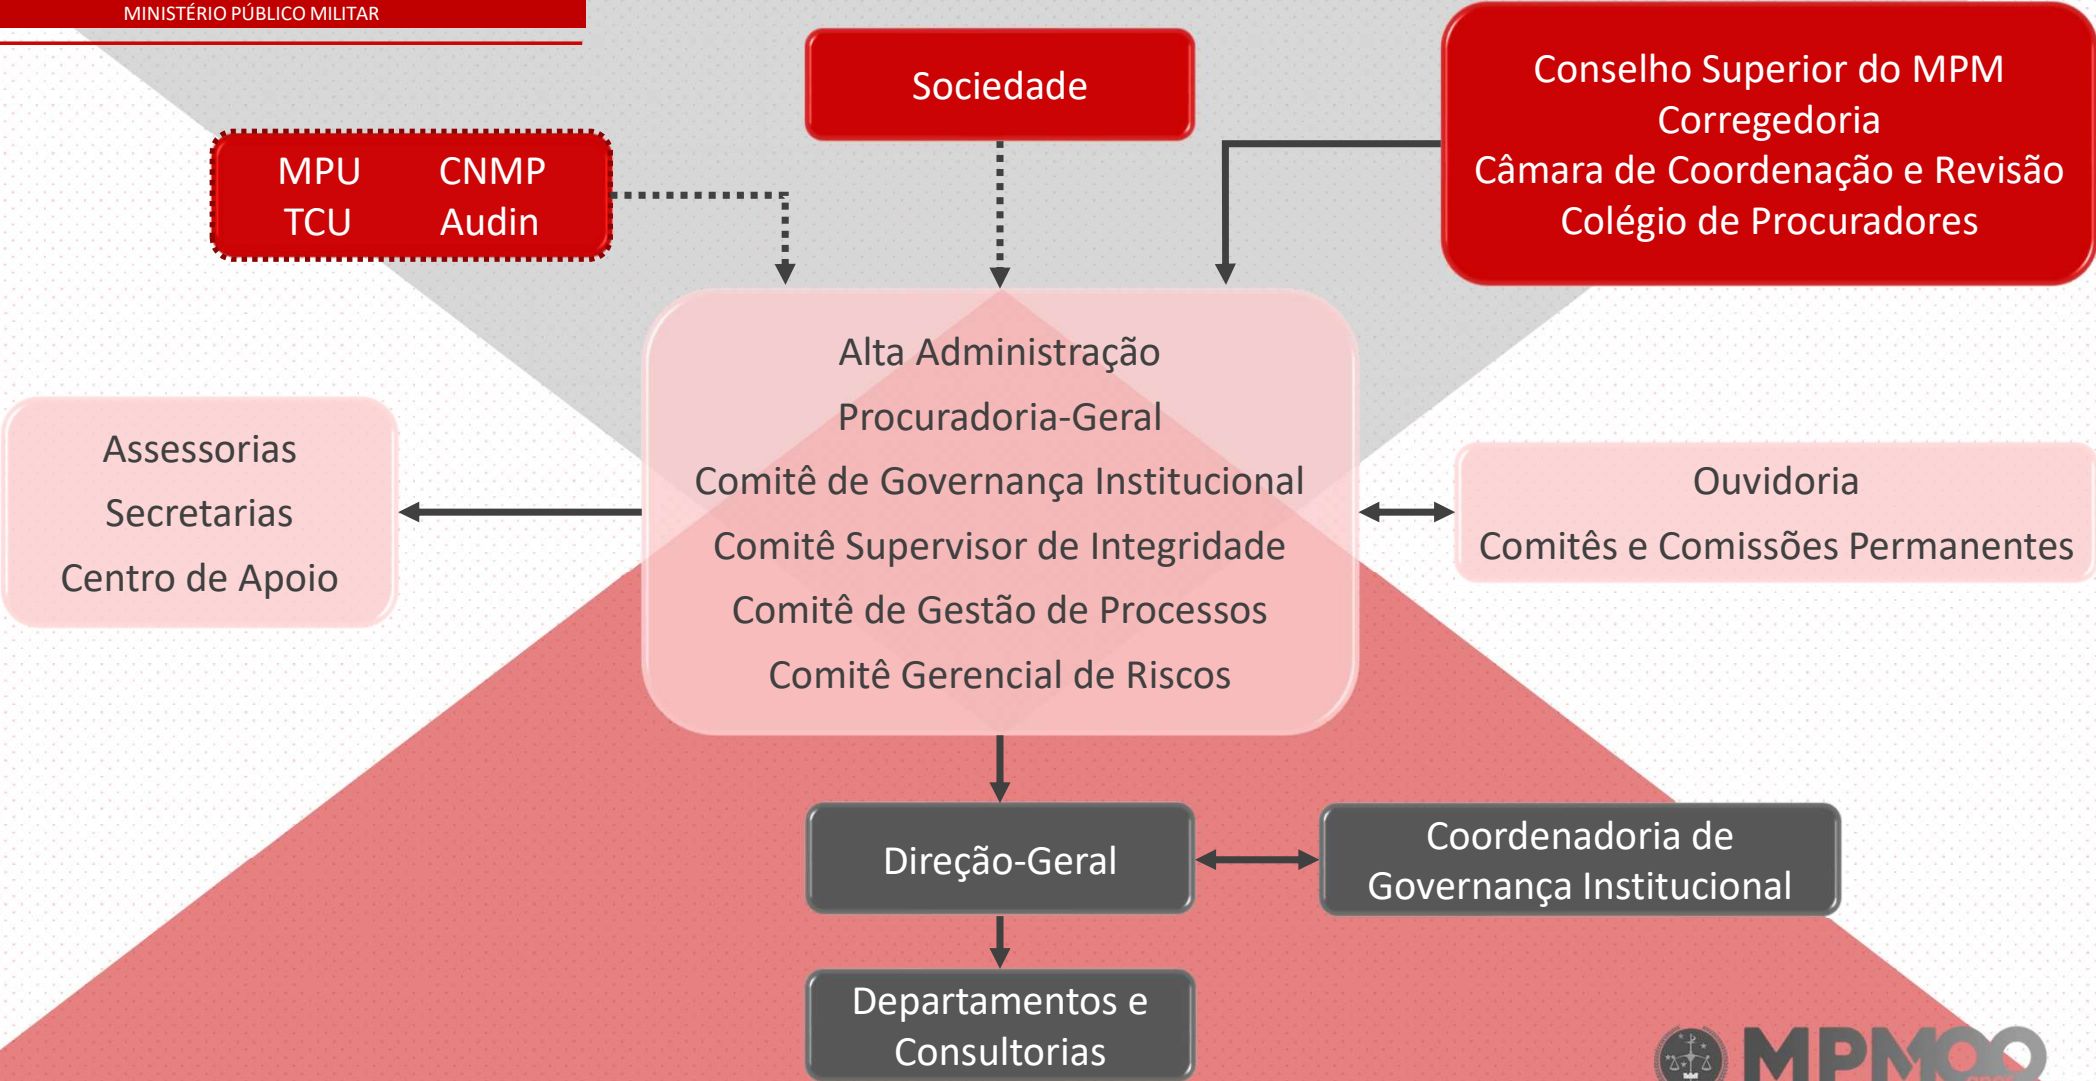 MINISTÉRIO PÚBLICO MILITAR
Sociedade
Conselho Superior do MPM
Corregedoria
Câmara de Coordenação e Revisão
Colégio de Procuradores
MPU CNMP
TCU Audin
Alta Administração
Procuradoria-Geral
Comitê de Governança Institucional
Comitê Supervisor de Integridade
Comitê de Gestão de Processos
Comitê Gerencial de Riscos
Assessorias
Secretarias
Centro de Apoio
Ouvidoria
Comitês e Comissões Permanentes
Direção-Geral
Coordenadoria de
Governança Institucional
Departamentos e
Consultorias
MPM